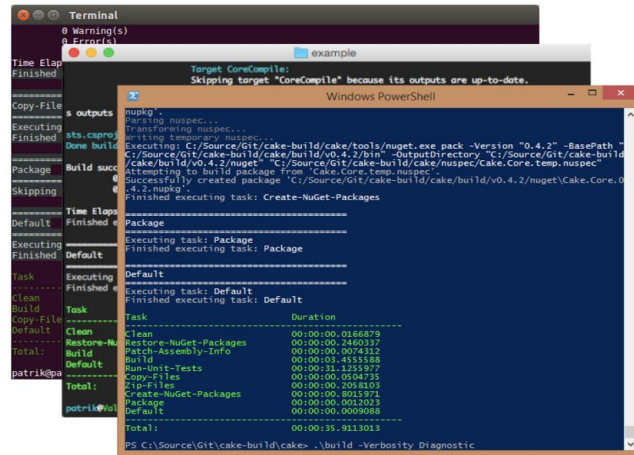 Terminal
0 Warning(s)
0 Error(s)
Time Elap
Finished
Copy-File
Executing
Finished
Package
Skipping
Default
Executing
Finished
Task
Clean
Build
Copy-File
Default
Total:
patrik@pa
example
Target CoreCompile:
Skipping target "CoreCompile" because its outputs are up-to-date.
s outputs
sts.csproj
Done build
Build succ
0
0
Time Elaps
Finished e
Default
Executing
Finished e
Task
Clean
Restore-Nu
Build
Default
Total:
patrik@Val
Windows PowerShell
nupkg'.
Parsing nuspec...
Transforming nuspec...
Writing temporary nuspec...
Executing: C:/Source/Git/cake-build/cake/tools/nuget.exe pack -Version "0.4.2" -BasePath "
C:/Source/Git/cake-build/cake/build/v0.4.2/bin" -OutputDirectory "C:/Source/Git/cake-build
/cake/build/v0.4.2/nuget" "C:/Source/Git/cake-build/cake/nuspec/Cake.Core.temp.nuspec"
Attempting to build package from 'Cake.Core.temp.nuspec'.
Successfully created package 'C:/Source/Git/cake-build/cake/build/v0.4.2/nuget\Cake.Core.0
.4.2.nupkg'.
Finished executing task: Create-NuGet-Packages
========================================
Package
========================================
Executing task: Package
Finished executing task: Package
========================================
Default
========================================
Executing task: Default
Finished executing task: Default
Task Duration
--------------------------------------------------
Clean 00:00:00.0166879
Restore-NuGet-Packages 00:00:00.2460337
Patch-Assembly-Info 00:00:00.0074312
Build 00:00:03.4555588
Run-Unit-Tests 00:00:31.1255977
Copy-Files 00:00:00.0504735
Zip-Files 00:00:00.2058103
Create-NuGet-Packages 00:00:00.8015971
Package 00:00:00.0012023
Default 00:00:00.0009088
--------------------------------------------------
Total: 00:00:35.9113013
PS C:\Source\Git\cake-build\cake> .\build -Verbosity Diagnostic